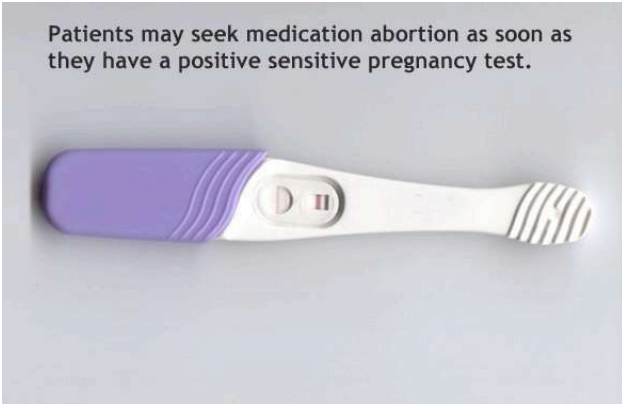 Patients may seek medication abortion as soon as
they have a positive sensitive pregnancy test.